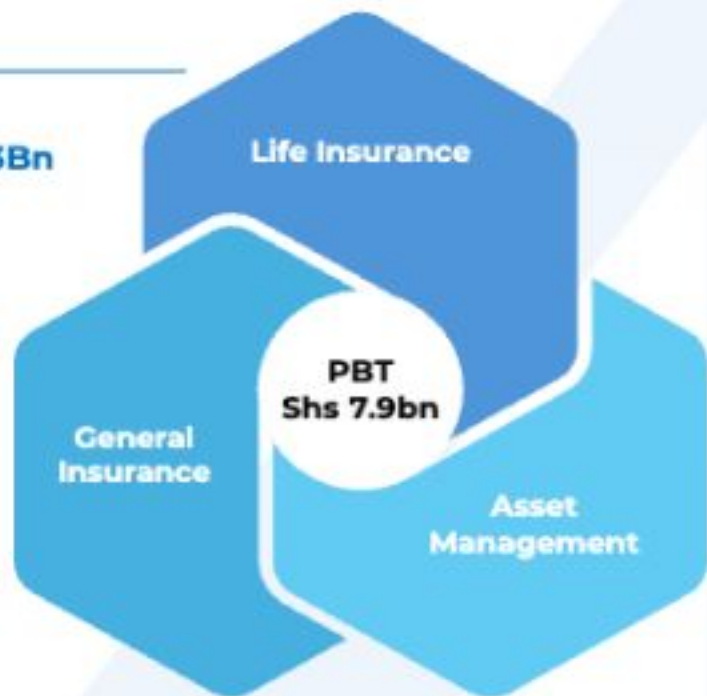 Life Insurance
PBT
Shs 7.9bn
General
Insurance
Asset
Management